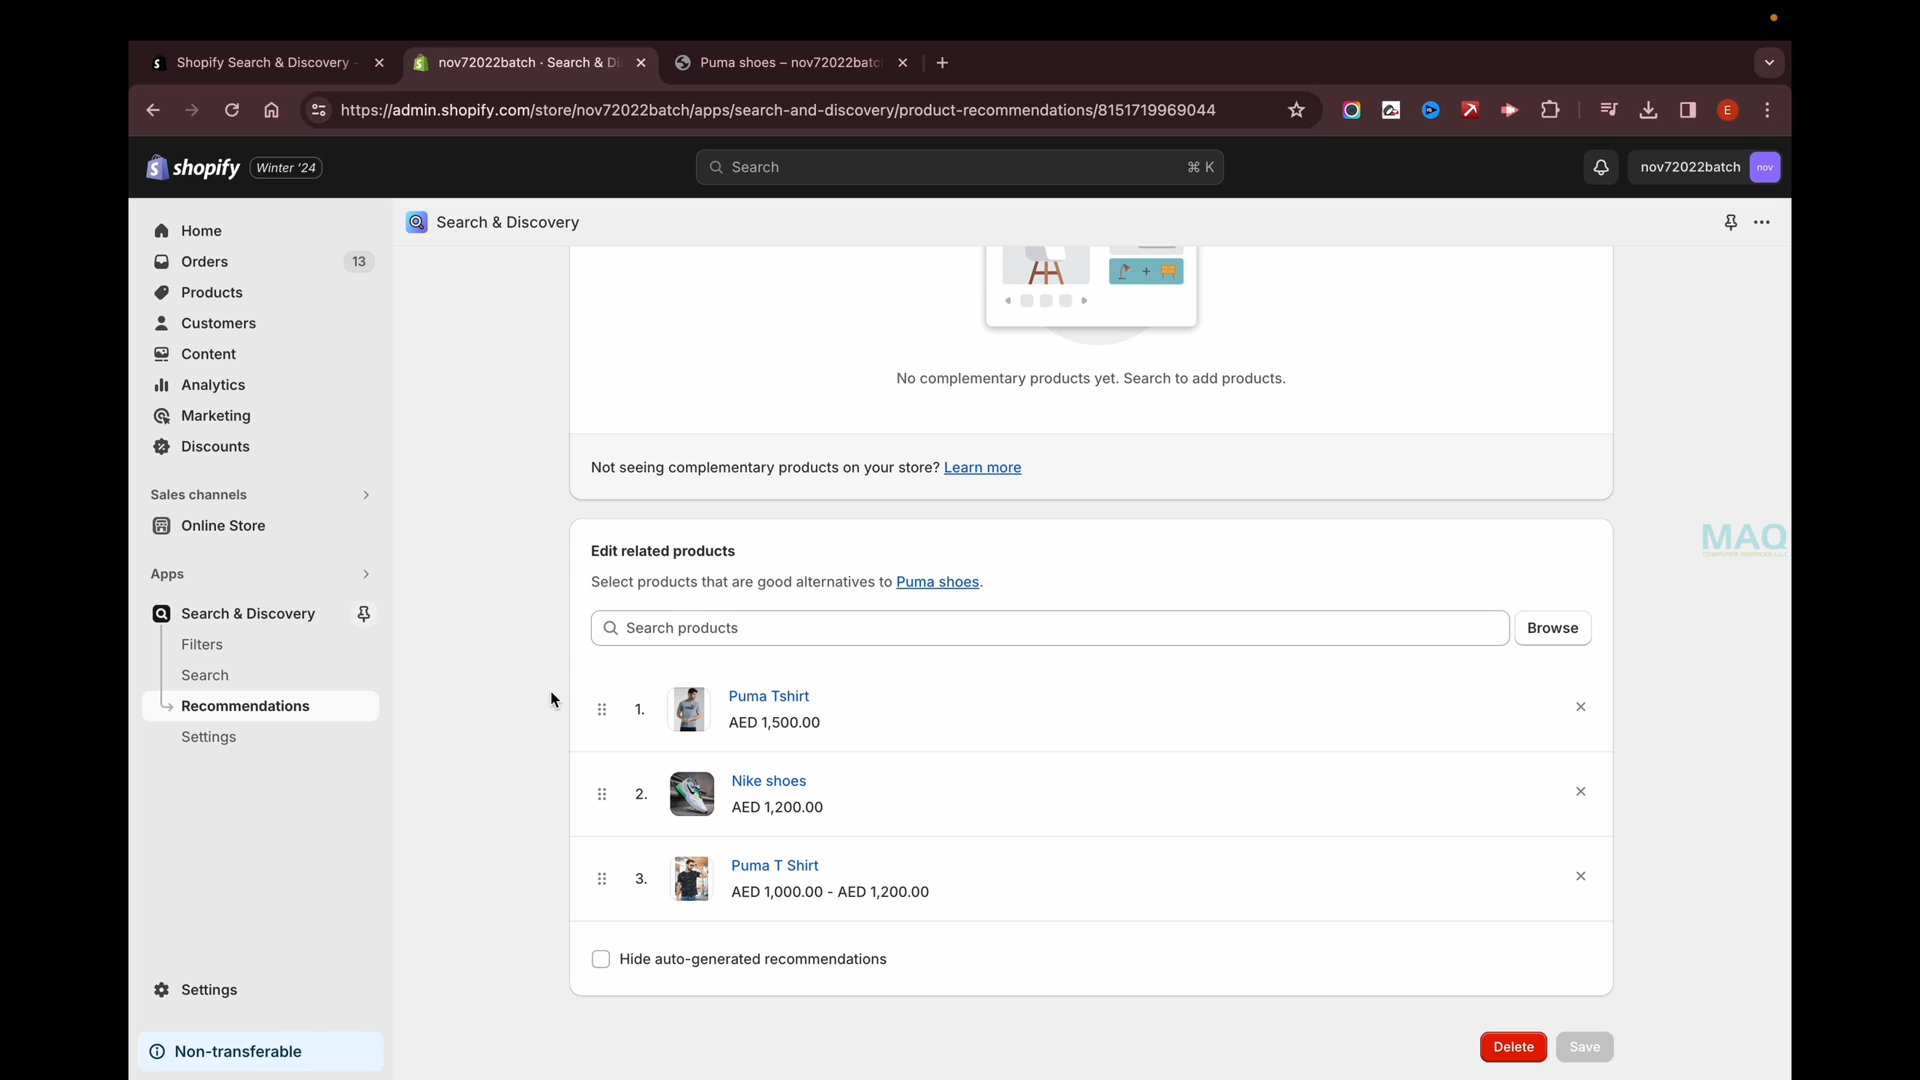 Shopify Search & Discovery -
nov72022batch · Search & Di
Puma shoes – nov72022batc
https://admin.shopify.com/store/nov72022batch/apps/search-and-discovery/product-recommendations/8151719969044
E
shopify
Winter '24
Search
⌘ K
nov72022batch
nov
Home
Orders
13
Products
Customers
Content
Analytics
Marketing
Discounts
Sales channels
Online Store
Apps
Search & Discovery
Filters
Search
Recommendations
Settings
Settings
Non-transferable
Search & Discovery
No complementary products yet. Search to add products.
Not seeing complementary products on your store? Learn more
Edit related products
Select products that are good alternatives to Puma shoes.
Search products
Browse
1.
Puma Tshirt
AED 1,500.00
2.
Nike shoes
AED 1,200.00
3.
Puma T Shirt
AED 1,000.00 - AED 1,200.00
Hide auto-generated recommendations
Delete
Save
MAQ
COMPUTER SERVICES LLC